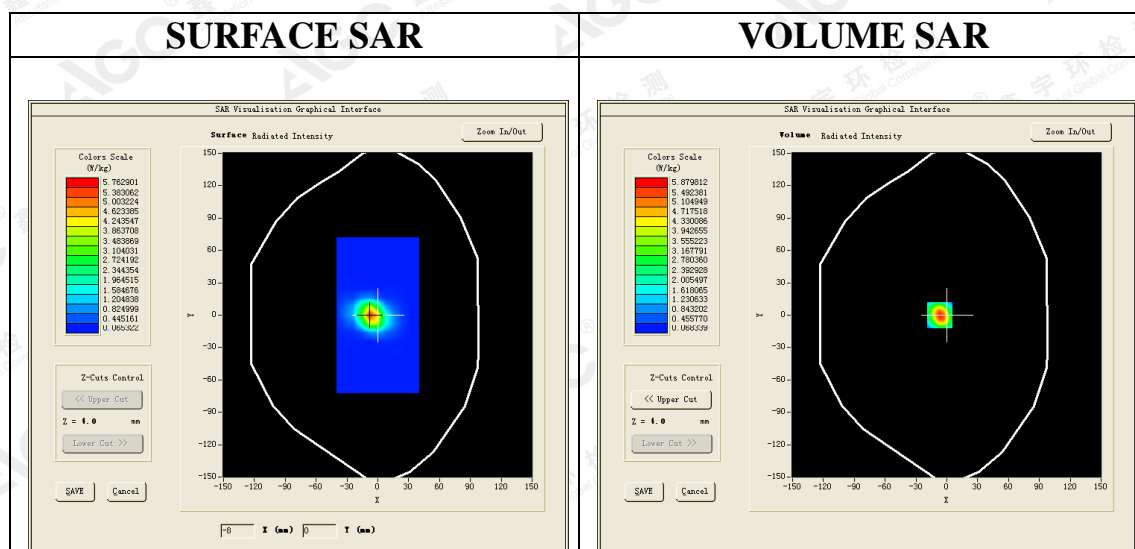 SURFACE SAR
VOLUME SAR
SAR Visualisation Graphical Interface
Surface Radiated Intensity
Zoom In/Out
Colors Scale
(W/kg)
5.762901
5.383062
5.003224
4.623385
4.243547
3.863708
3.483869
3.104031
2.724192
2.344354
1.964515
1.584676
1.204838
0.824999
0.445161
0.065322
150
120
90
60
30
0
-30
-60
-90
-120
-150
Y
-150 -120 -90 -60 -30 0 30 60 90 120 150
X
Z-Cuts Control
<< Upper Cut
Z = 4.0 mm
Lower Cut >>
SAVE
Cancel
-8 X (mm) 0 Y (mm)
SAR Visualisation Graphical Interface
Volume Radiated Intensity
Zoom In/Out
Colors Scale
(W/kg)
5.879812
5.492381
5.104949
4.717518
4.330086
3.942655
3.555223
3.167791
2.780360
2.392928
2.005497
1.618065
1.230633
0.843202
0.455770
0.068339
150
120
90
60
30
0
-30
-60
-90
-120
-150
Y
-150 -120 -90 -60 -30 0 30 60 90 120 150
X
Z-Cuts Control
<< Upper Cut
Z = 4.0 mm
Lower Cut >>
SAVE
Cancel